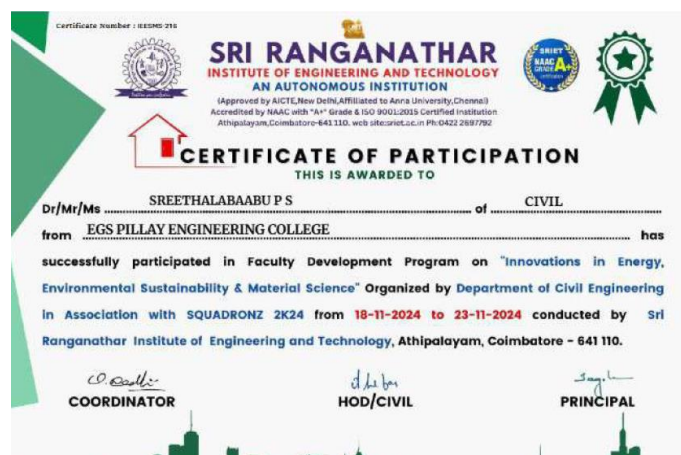 Certificate Number : IEESMS-216
SRI RANGANATHAR
INSTITUTE OF ENGINEERING AND TECHNOLOGY
AN AUTONOMOUS INSTITUTION
(Approved by AICTE,New Delhi,Affilliated to Anna University,Chennai)
Accredited by NAAC with "A+" Grade & ISO 9001:2015 Certified Institution
Athipalayam,Coimbatore-641 110. web site:sriet.ac.in Ph:0422 2697792
SRIET
NAAC
GRADE A+
CERTIFICATE OF PARTICIPATION
THIS IS AWARDED TO
Dr/Mr/Ms SREETHALABAABU P S of CIVIL
from EGS PILLAY ENGINEERING COLLEGE has
successfully participated in Faculty Development Program on "Innovations in Energy,
Environmental Sustainability & Material Science" Organized by Department of Civil Engineering
in Association with SQUADRONZ 2K24 from 18-11-2024 to 23-11-2024 conducted by Sri
Ranganathar Institute of Engineering and Technology, Athipalayam, Coimbatore - 641 110.
COORDINATOR HOD/CIVIL PRINCIPAL